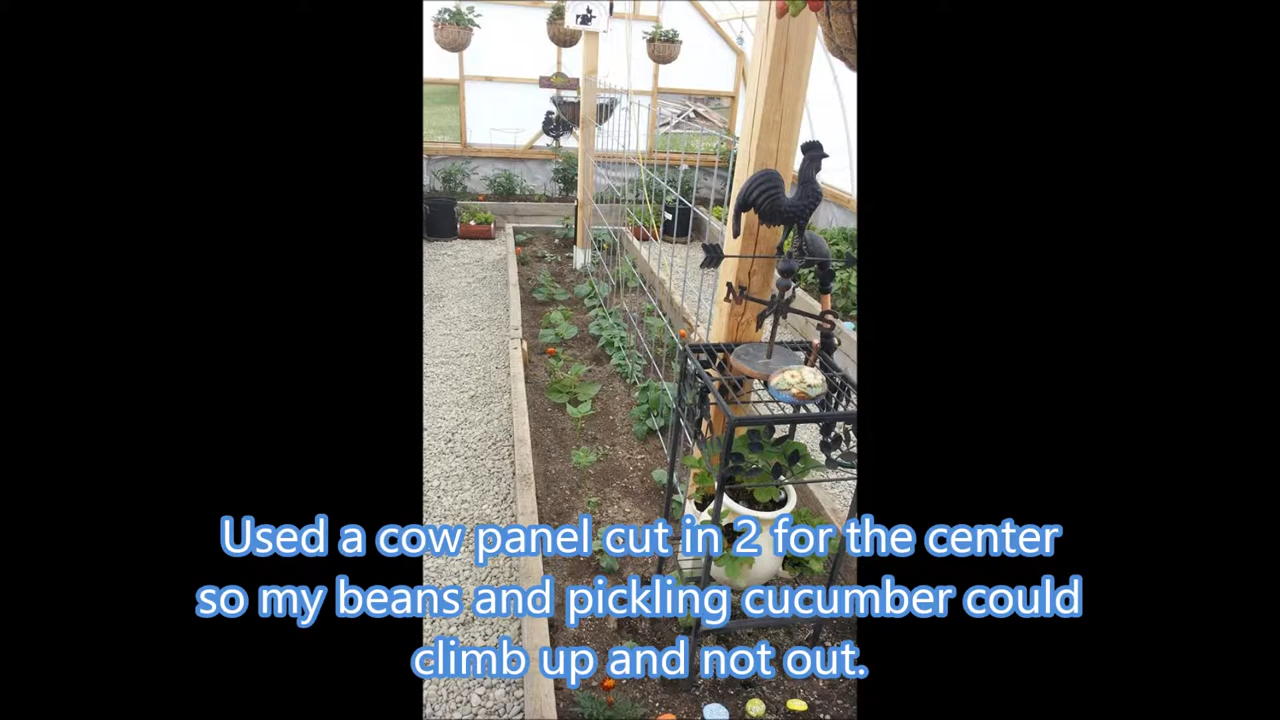 N
S
Used a cow panel cut in 2 for the center
so my beans and pickling cucumber could
climb up and not out.